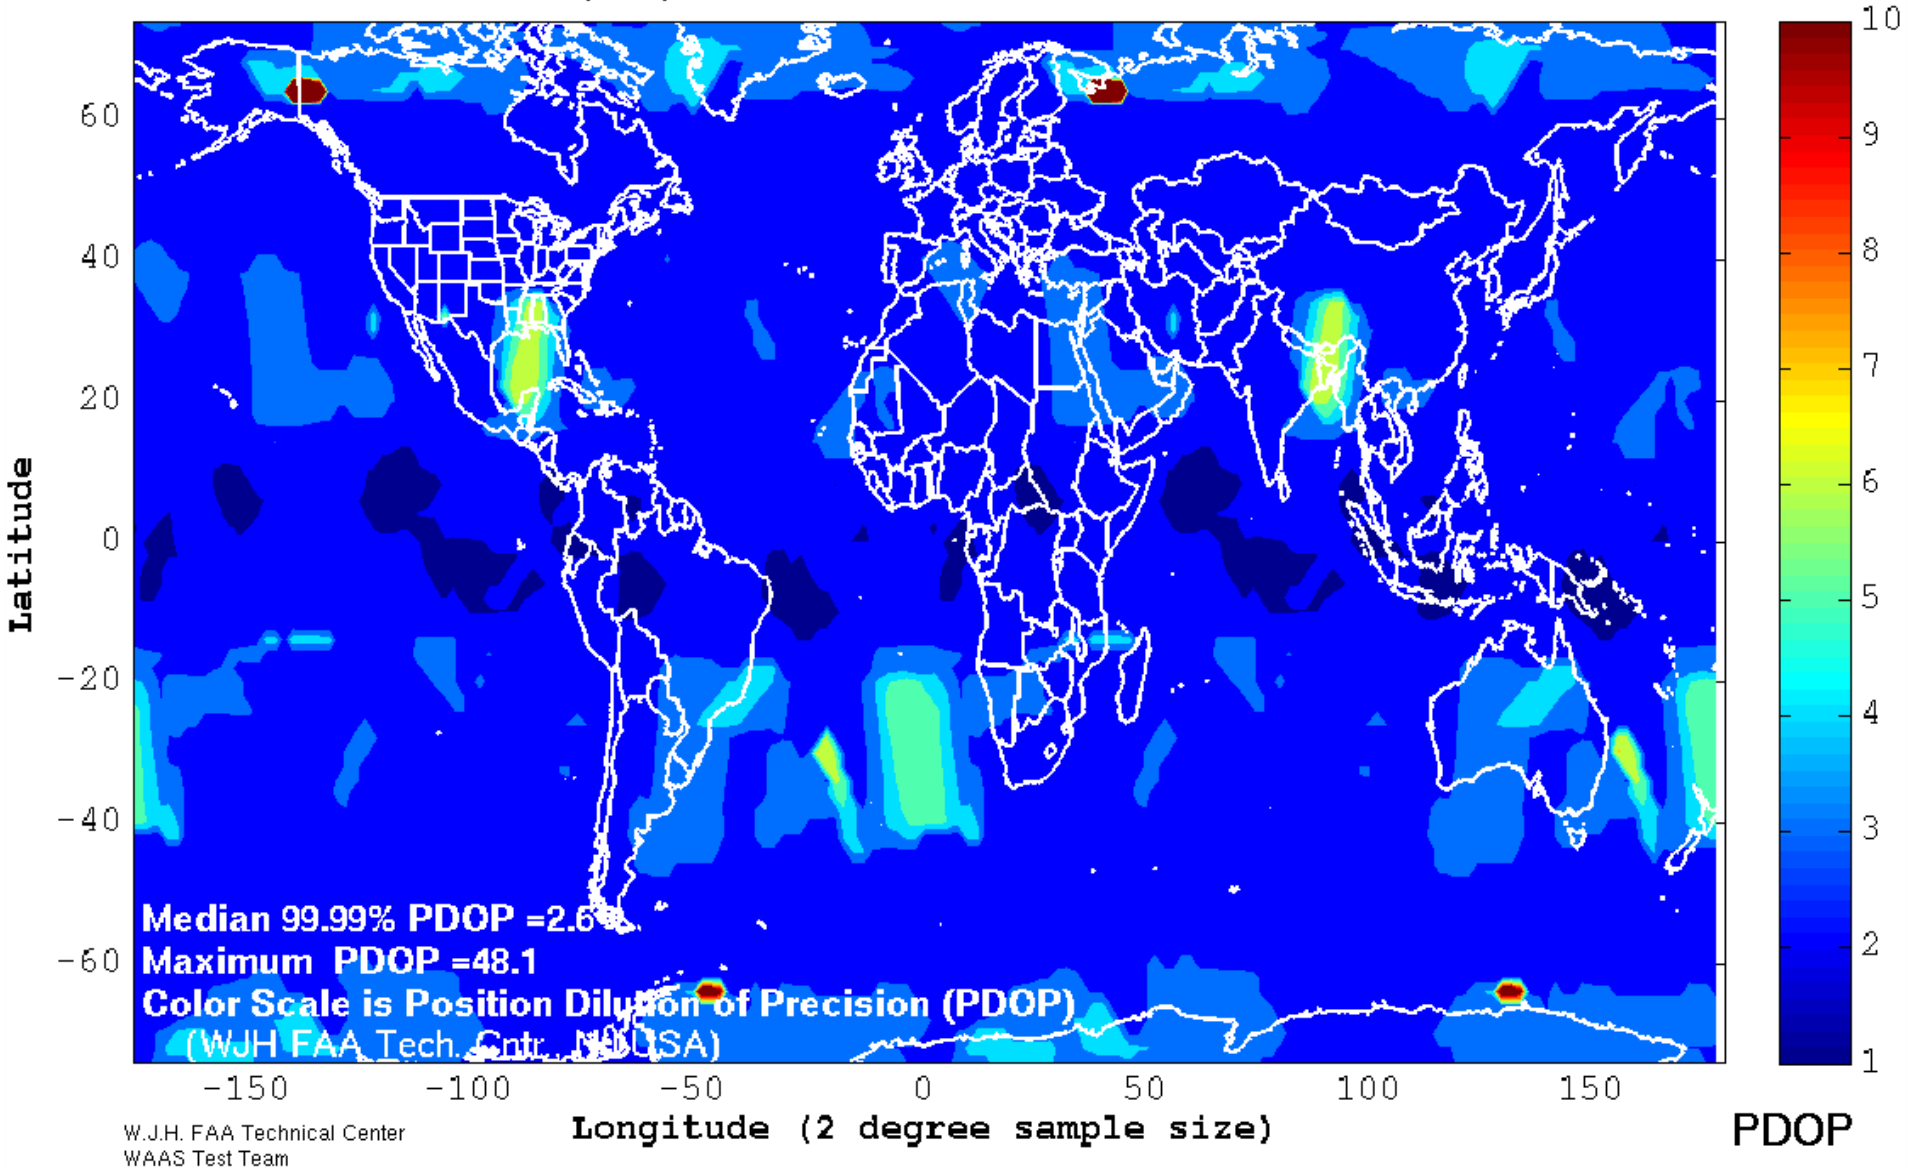 10
9
8
7
6
5
4
3
2
1
PDOP
Latitude
60
40
20
0
-20
-40
-60
Median 99.99% PDOP =2.6
Maximum PDOP =48.1
Color Scale is Position Dilution of Precision (PDOP)
(WJH FAA Tech. Cntr. NJ USA)
-150 -100 -50 0 50 100 150
Longitude (2 degree sample size)
W.J.H. FAA Technical Center
WAAS Test Team